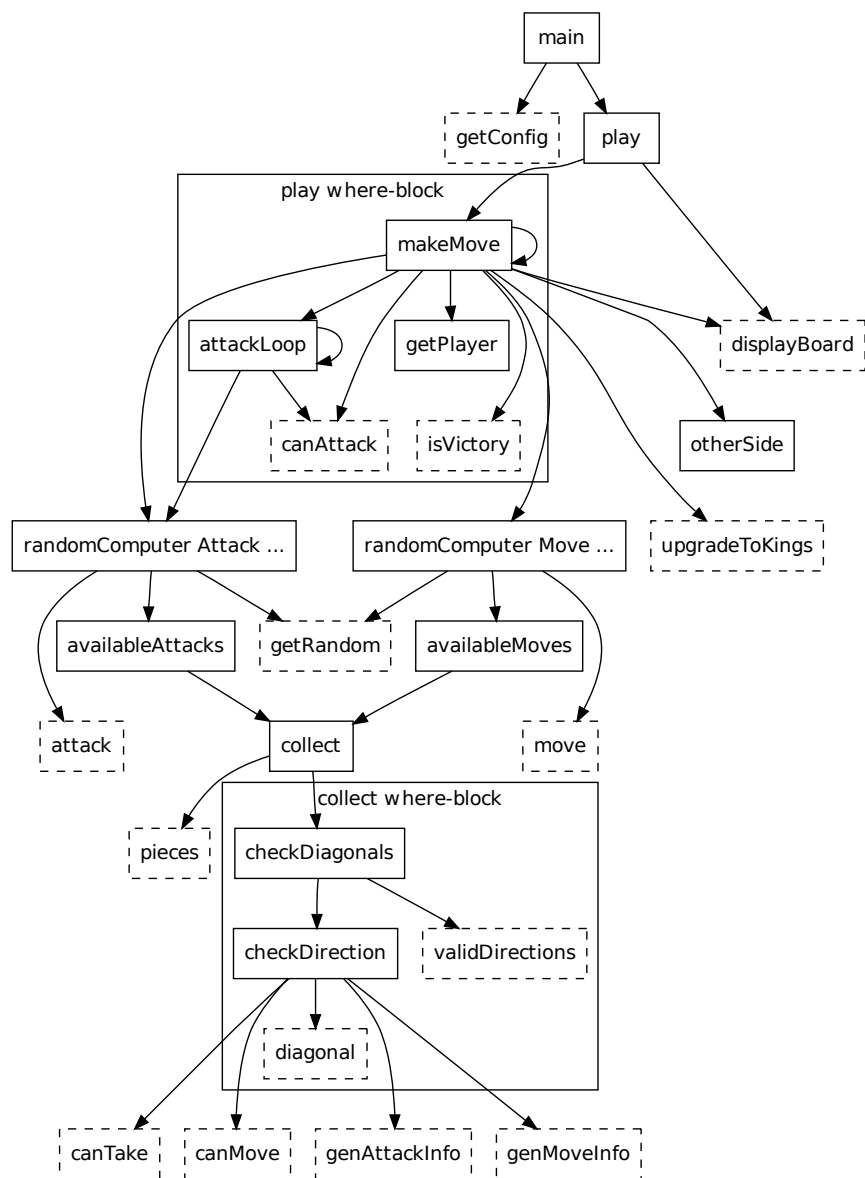 main
getConfig
play
play where-block
makeMove
attackLoop
getPlayer
displayBoard
canAttack
isVictory
otherSide
randomComputer Attack ...
randomComputer Move ...
upgradeToKings
availableAttacks
getRandom
availableMoves
attack
collect
move
collect where-block
pieces
checkDiagonals
checkDirection
validDirections
diagonal
canTake
canMove
genAttackInfo
genMoveInfo